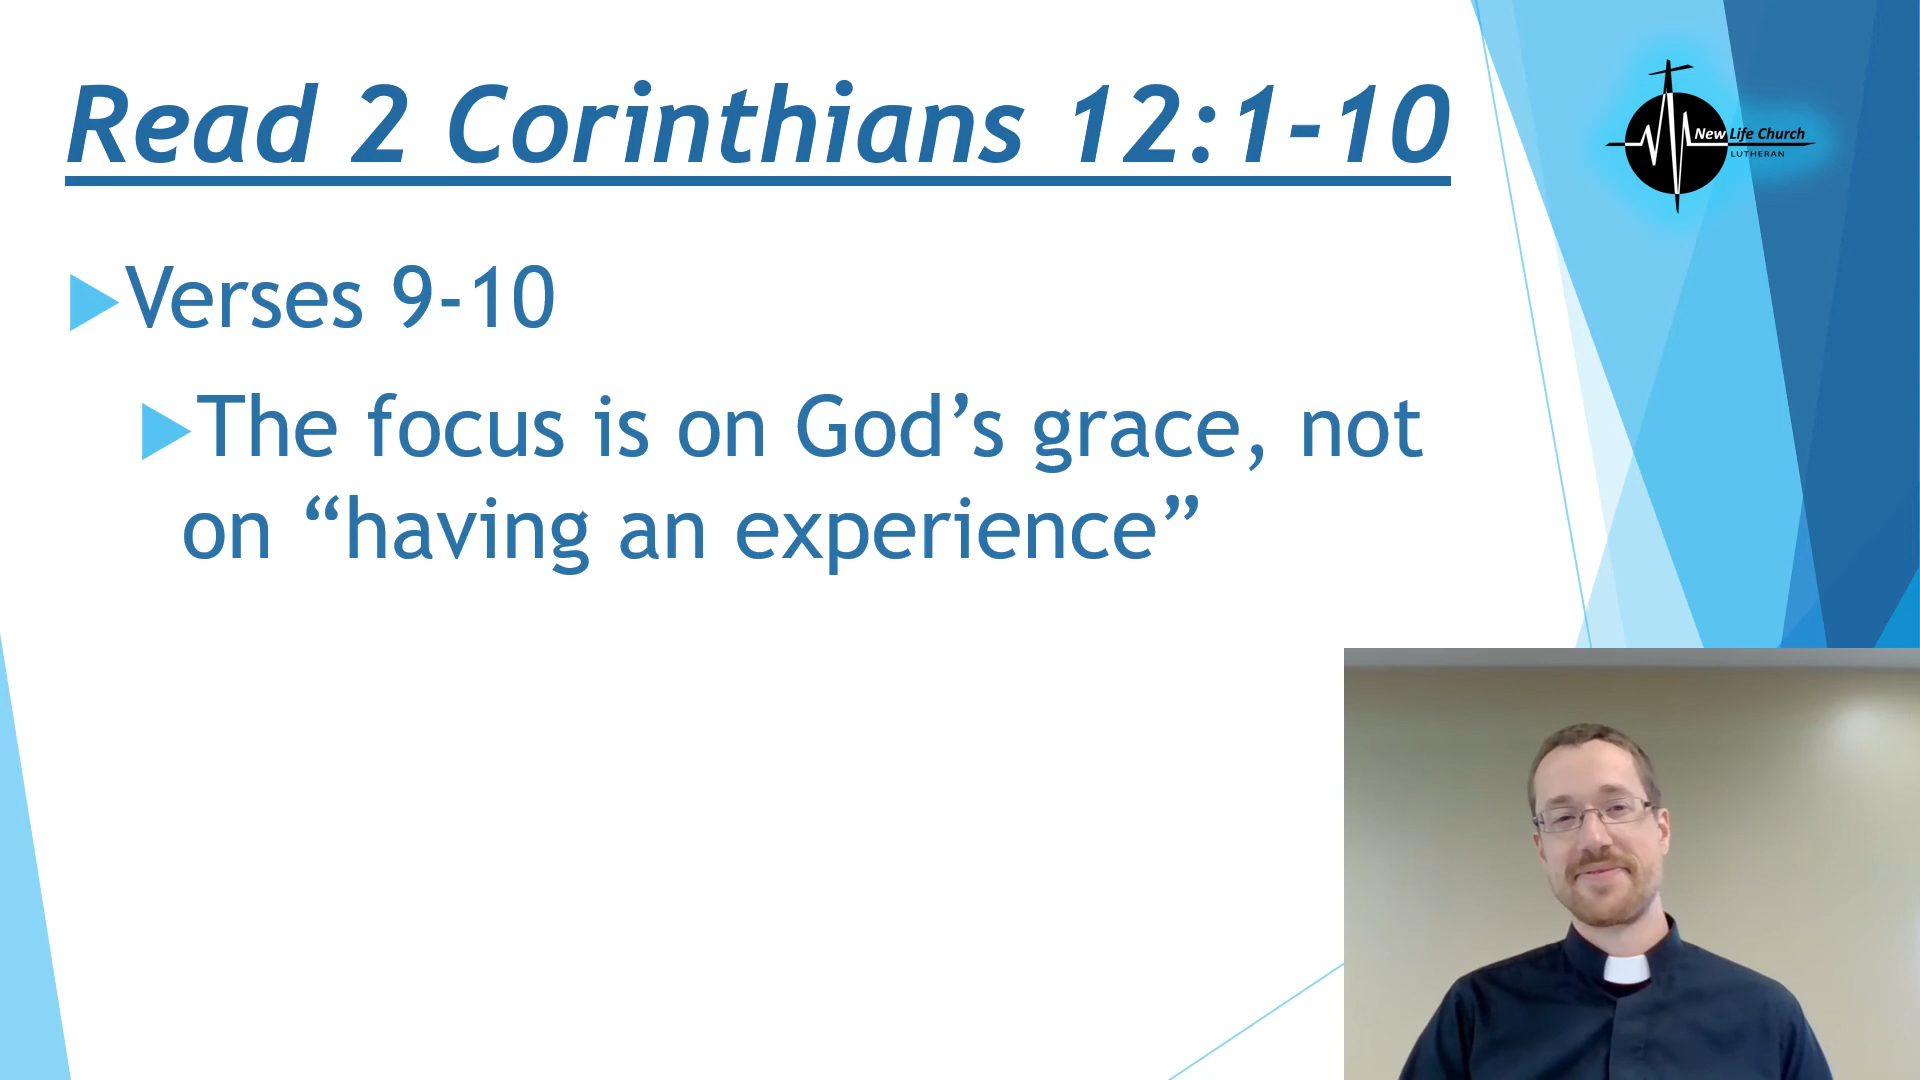 Read 2 Corinthians 12:1-10
New Life Church
LUTHERAN
Verses 9-10
The focus is on God’s grace, not
on “having an experience”